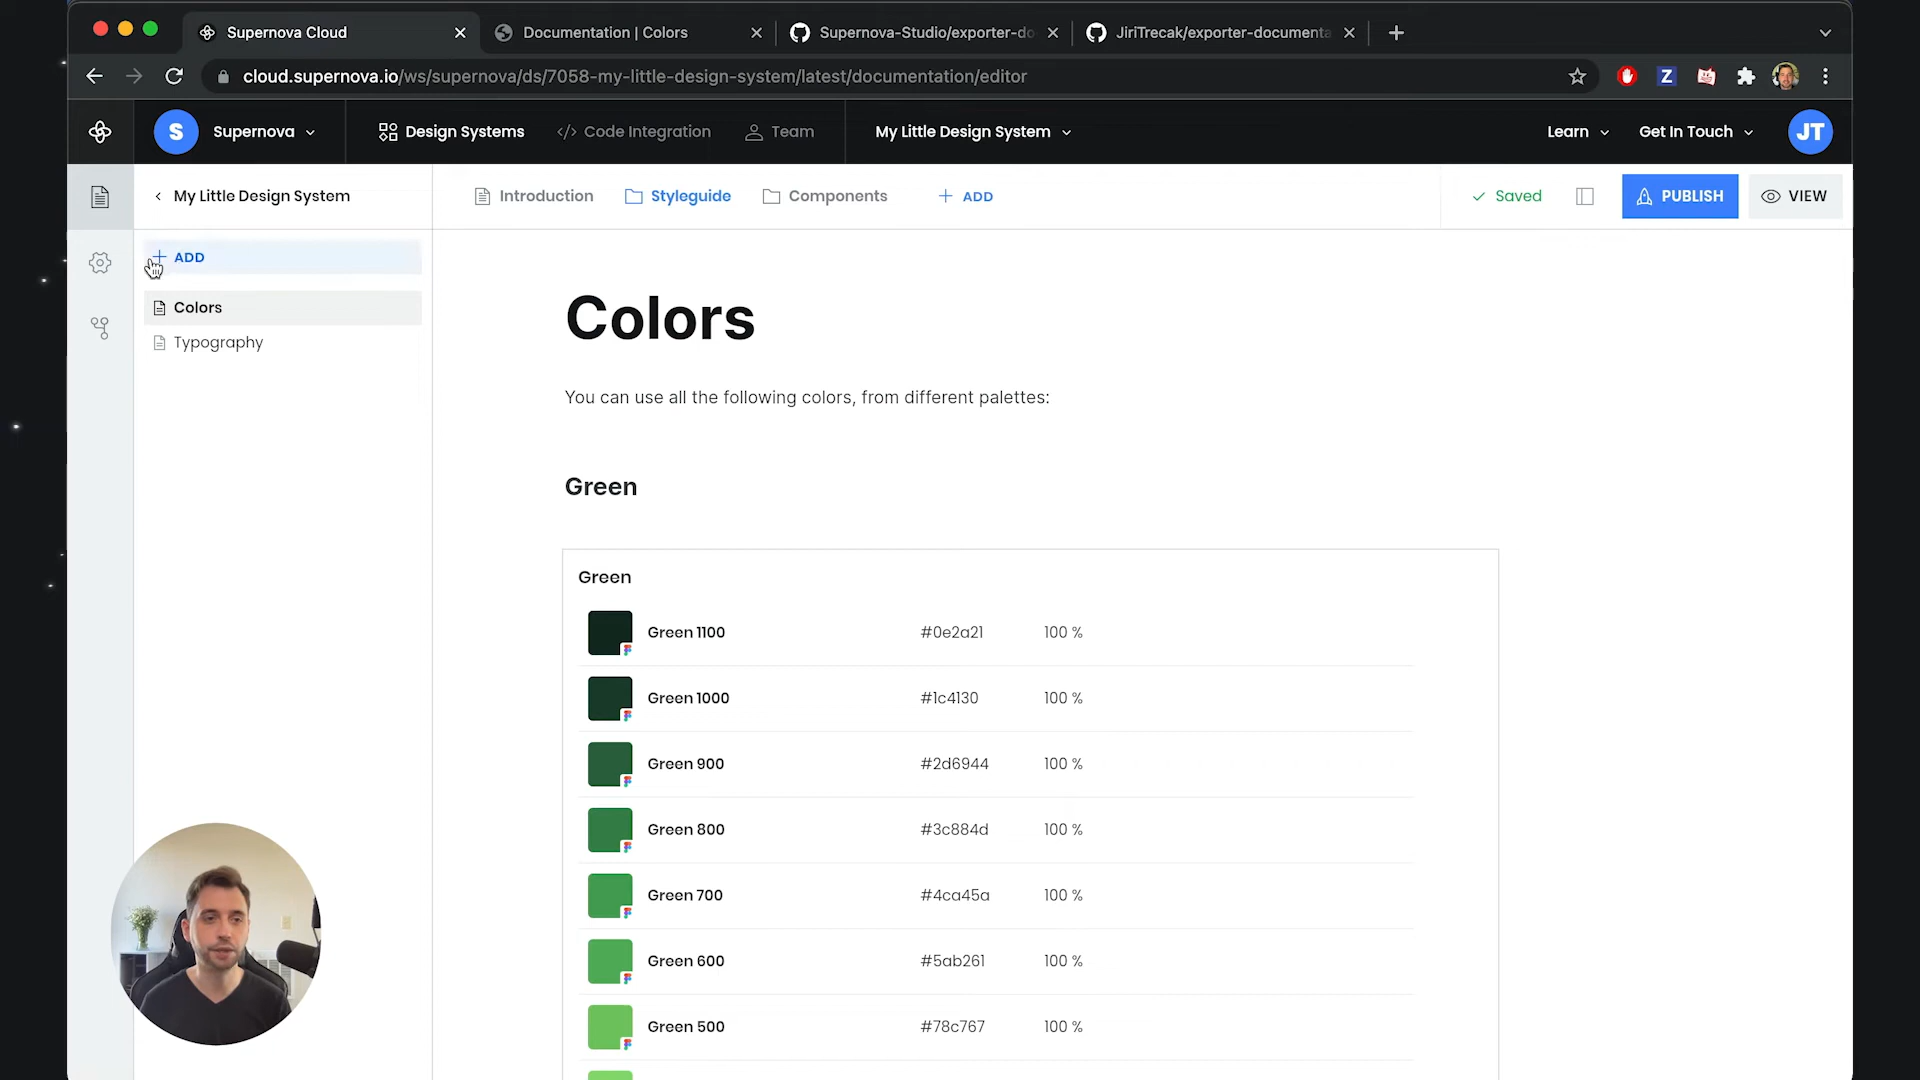 Supernova Cloud
Documentation | Colors
Supernova-Studio/exporter-do
JiriTrecak/exporter-documenta
cloud.supernova.io/ws/supernova/ds/7058-my-little-design-system/latest/documentation/editor
Z
S
Supernova
Design Systems
Code Integration
Team
My Little Design System
Learn
Get In Touch
JT
My Little Design System
Introduction
Styleguide
Components
ADD
Saved
PUBLISH
VIEW
ADD
Colors
Typography
Colors
You can use all the following colors, from different palettes:
Green
Green
Green 1100 #0e2a21 100 %
Green 1000 #1c4130 100 %
Green 900 #2d6944 100 %
Green 800 #3c884d 100 %
Green 700 #4ca45a 100 %
Green 600 #5ab261 100 %
Green 500 #78c767 100 %